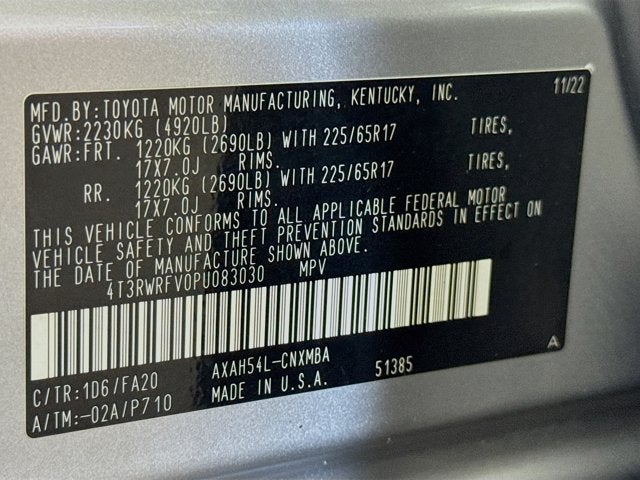 MFD.BY:TOYOTA MOTOR MANUFACTURING, KENTUCKY, INC. 11/22
GVWR:2230KG (4920LB)
GAWR:FRT. 1220KG (2690LB) WITH 225/65R17 TIRES,
17X7.0J RIMS.
RR. 1220KG (2690LB) WITH 225/65R17 TIRES,
17X7.0J RIMS.
THIS VEHICLE CONFORMS TO ALL APPLICABLE FEDERAL MOTOR
VEHICLE SAFETY AND THEFT PREVENTION STANDARDS IN EFFECT ON
THE DATE OF MANUFACTURE SHOWN ABOVE.
4T3RWRFV0PU083030 MPV
C/TR:1D6/FA20 AXAH54L-CNXMBA 51385 A
A/TM:-02A/P710 MADE IN U.S.A.